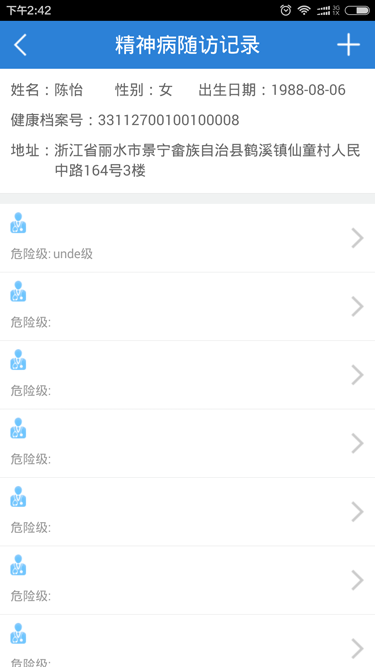 下午2:42
3G
1X
精神病随访记录
姓名：陈怡 性别：女 出生日期：1988-08-06
健康档案号：33112700100100008
地址：浙江省丽水市景宁畲族自治县鹤溪镇仙童村人民
中路164号3楼
危险级: unde级
危险级:
危险级:
危险级:
危险级:
危险级:
危险级: